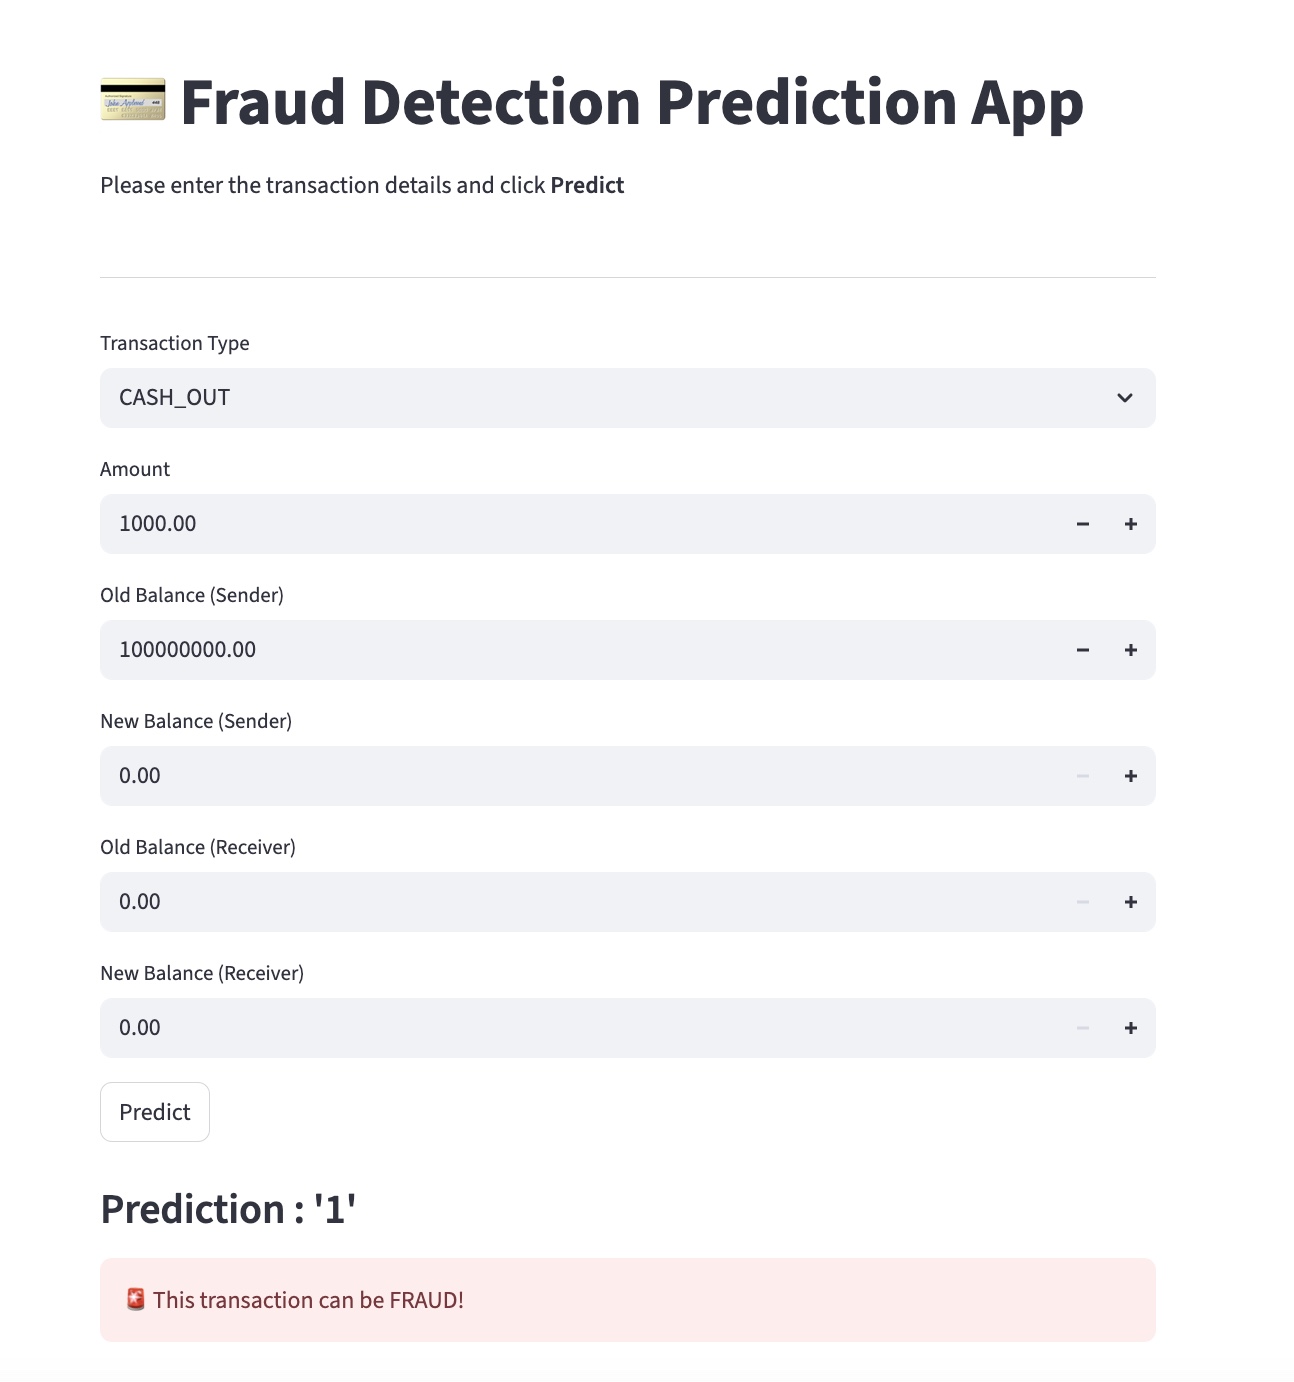 Fraud Detection Prediction App
Please enter the transaction details and click Predict
Transaction Type
CASH_OUT
Amount
1000.00
Old Balance (Sender)
100000000.00
New Balance (Sender)
0.00
Old Balance (Receiver)
0.00
New Balance (Receiver)
0.00
Predict
Prediction : '1'
This transaction can be FRAUD!